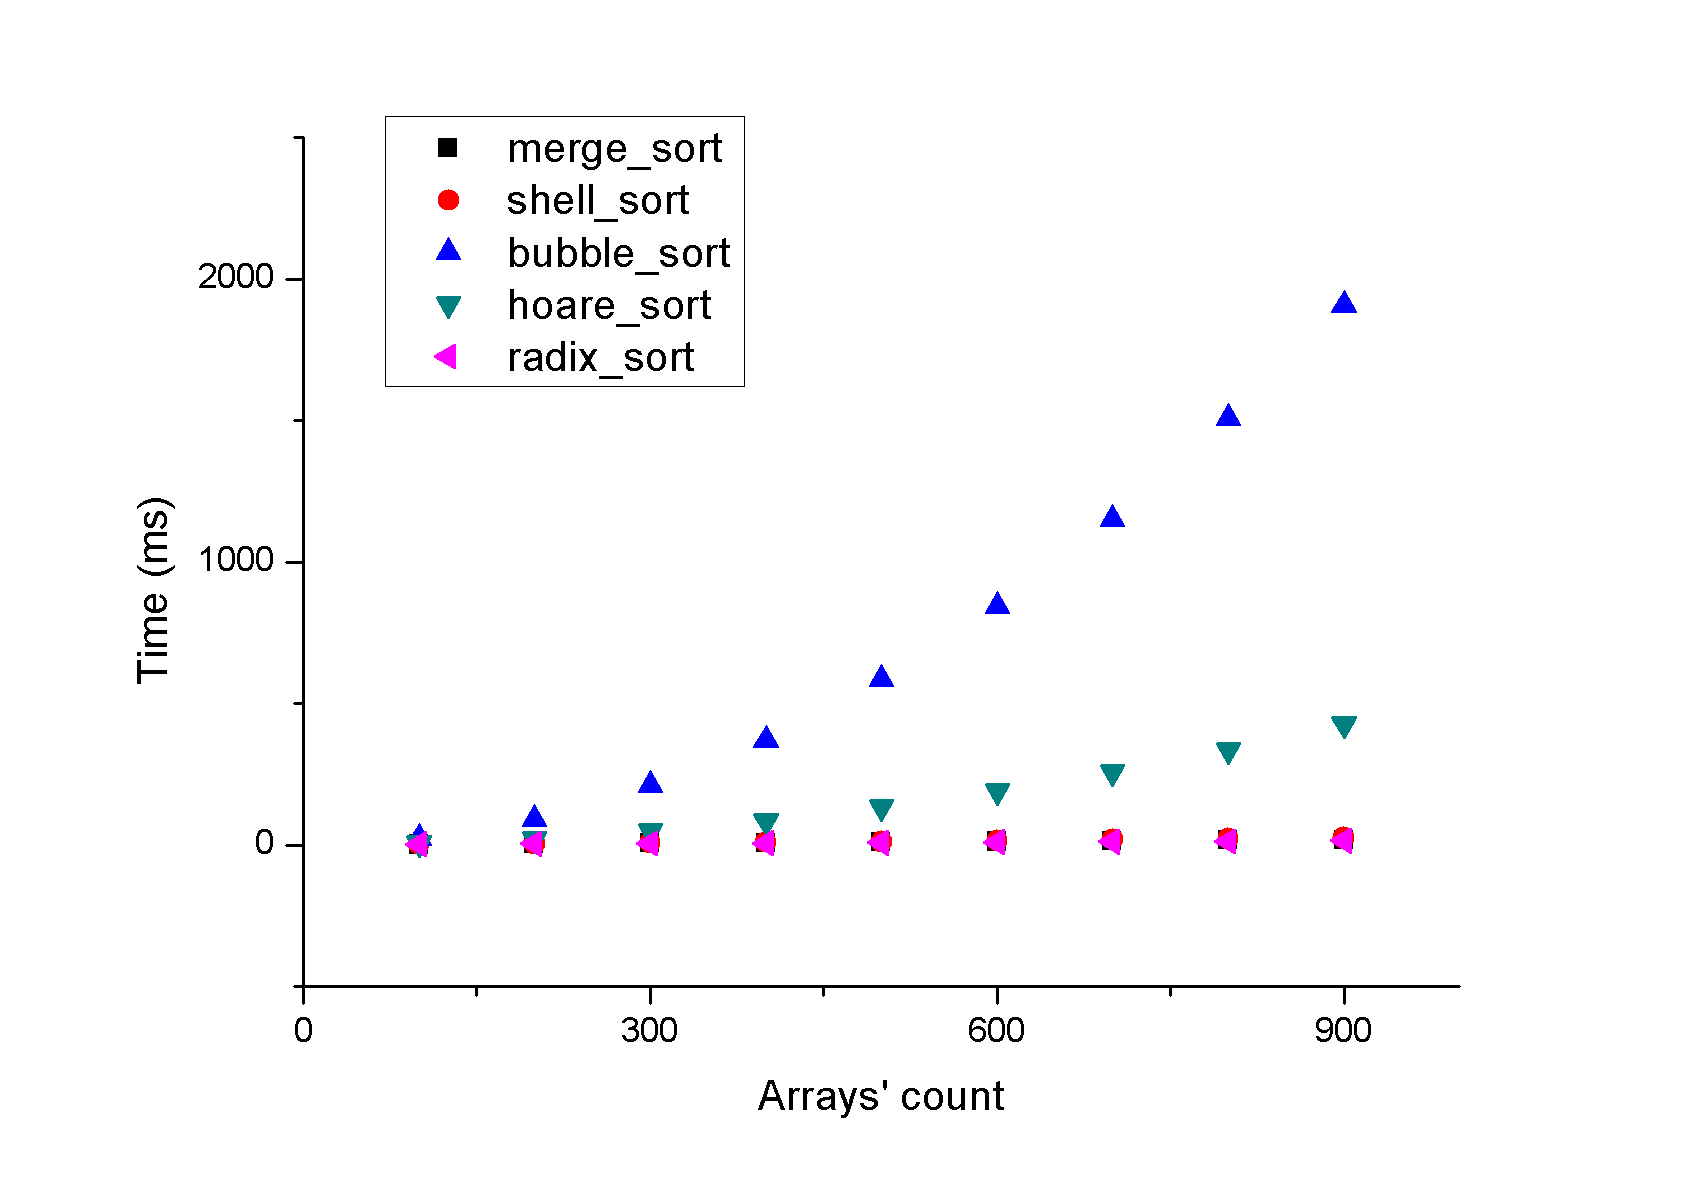 merge_sort
shell_sort
bubble_sort
hoare_sort
radix_sort
2000
1000
0
Time (ms)
0 300 600 900
Arrays' count